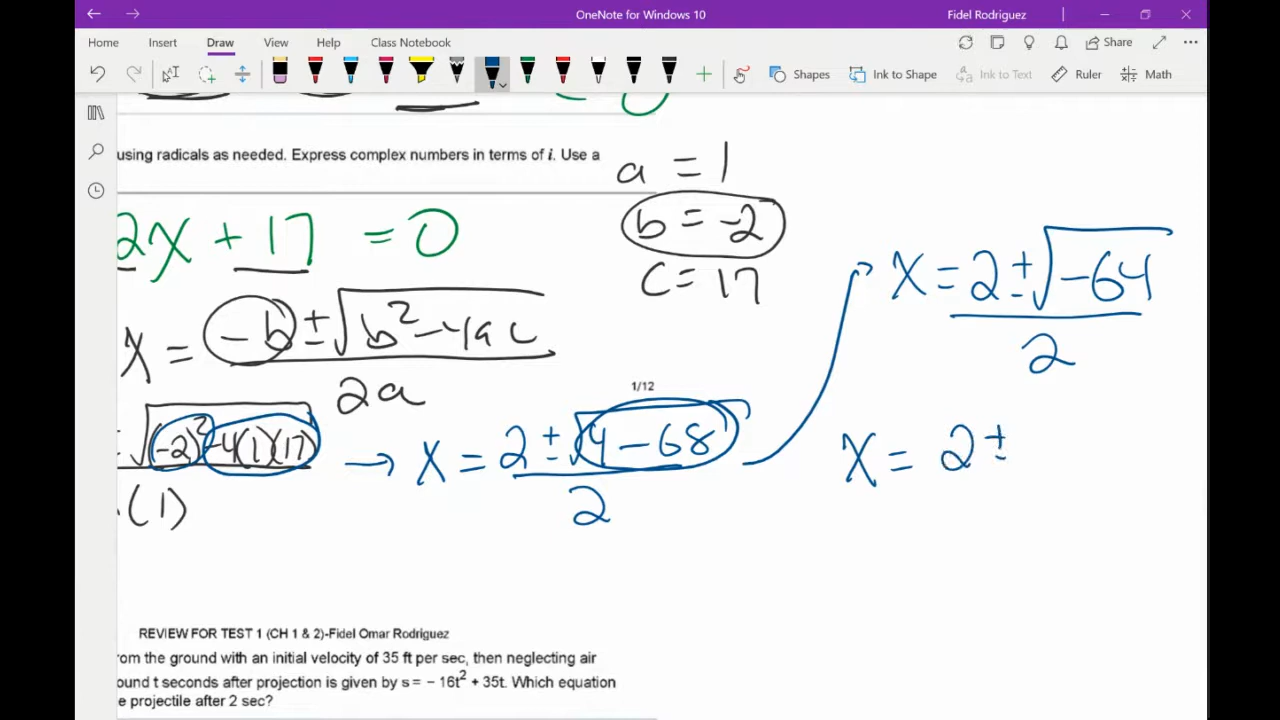 OneNote for Windows 10
Fidel Rodriguez
Home Insert Draw View Help Class Notebook
Share
Shapes Ink to Shape Ink to Text Ruler Math
using radicals as needed. Express complex numbers in terms of i. Use a
2x + 17 = 0
a = 1
b = -2
c = 17
x = -b ± √b² - 4ac
2a
1/12
√(-2)² - 4(1)(17)
(1)
→ x = 2 ± √4 - 68
2
x = 2 ± √-64
2
x = 2 ±
REVIEW FOR TEST 1 (CH 1 & 2)-Fidel Omar Rodriguez
om the ground with an initial velocity of 35 ft per sec, then neglecting air
ound t seconds after projection is given by s = - 16t² + 35t. Which equation
e projectile after 2 sec?